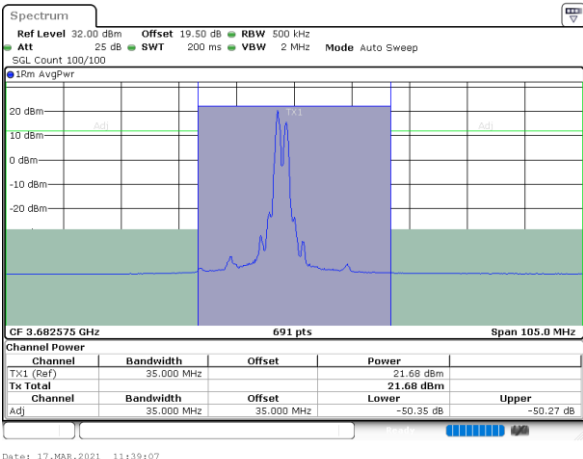 Spectrum
Ref Level 32.00 dBm Offset 19.50 dB RBW 500 kHz
Att 25 dB SWT 200 ms VBW 2 MHz Mode Auto Sweep
SGL Count 100/100
1Rm AvgPwr
TX1
20 dBm
Adj Adj
10 dBm
0 dBm
-10 dBm
-20 dBm
CF 3.682575 GHz 691 pts Span 105.0 MHz
Channel Power
Channel Bandwidth Offset Power
TX1 (Ref) 35.000 MHz 21.68 dBm
Tx Total 21.68 dBm
Channel Bandwidth Offset Lower Upper
Adj 35.000 MHz 35.000 MHz -50.35 dB -50.27 dB
Date: 17.MAR.2021 11:39:07